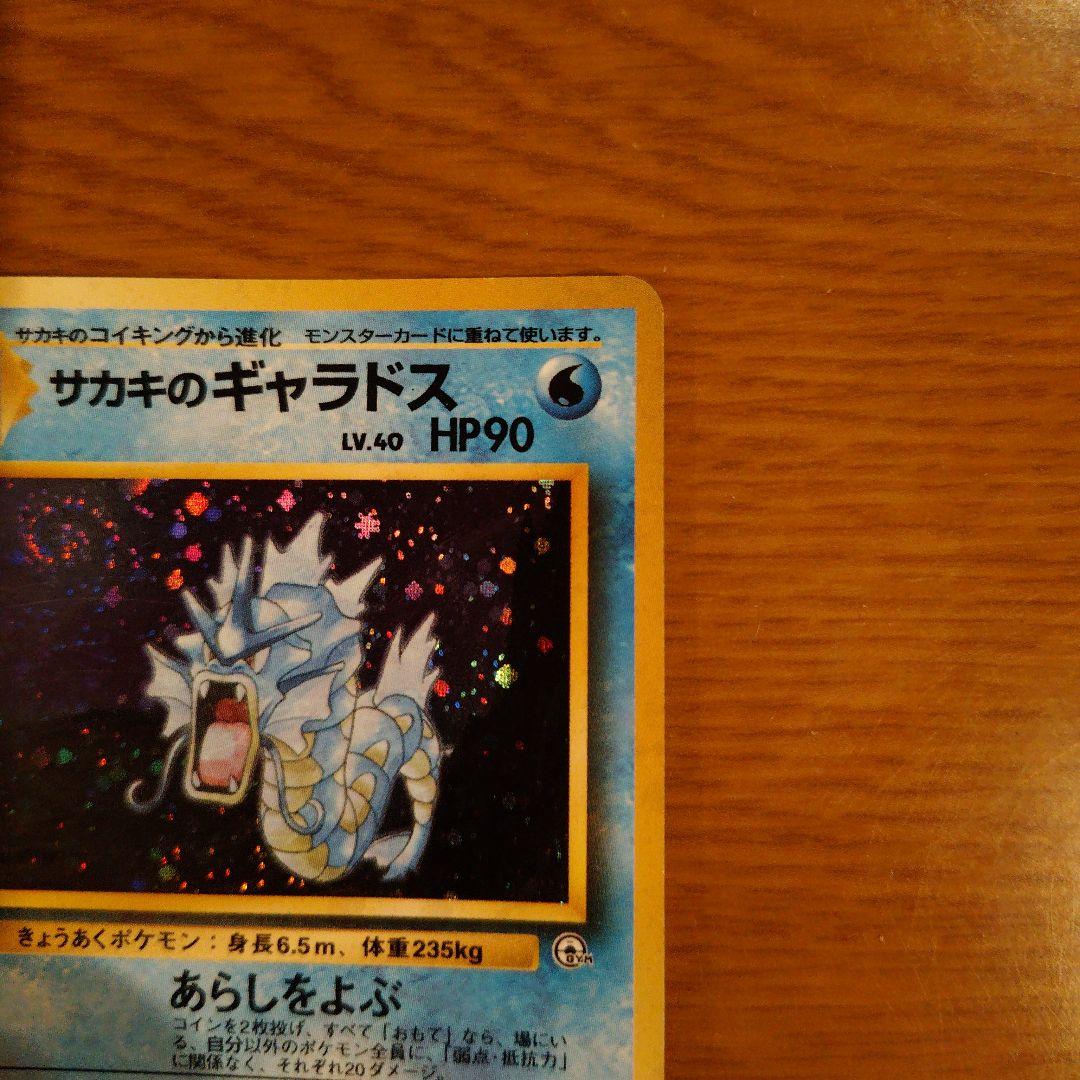 サカキのコイキングから進化 モンスターカードに重ねて使います。
サカキのギャラドス
LV.40 HP90
きょうあくポケモン：身長6.5m、体重235kg
GYM
あらしをよぶ
コインを2枚投げ、すべて「おもて」なら、場にい
る、自分以外のポケモン全員に、「弱点・抵抗力」
に関係なく、それぞれ20ダメージ。